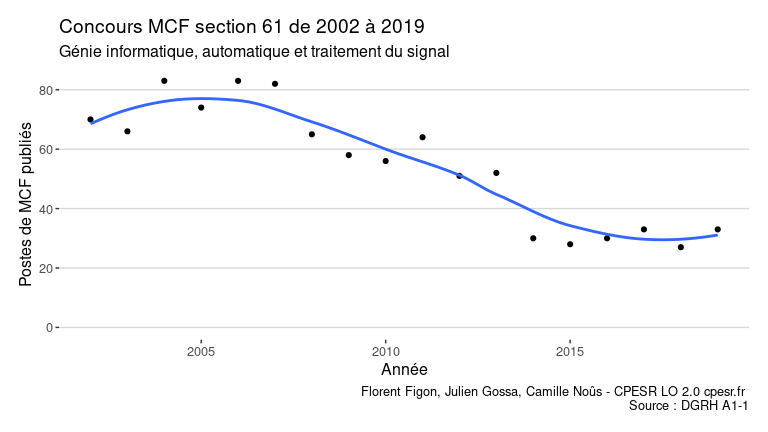 Concours MCF section 61 de 2002 à 2019
Génie informatique, automatique et traitement du signal
Postes de MCF publiés
80
60
40
20
0
2005 2010 2015
Année
Florent Figon, Julien Gossa, Camille Noûs - CPESR LO 2.0 cpesr.fr
Source : DGRH A1-1